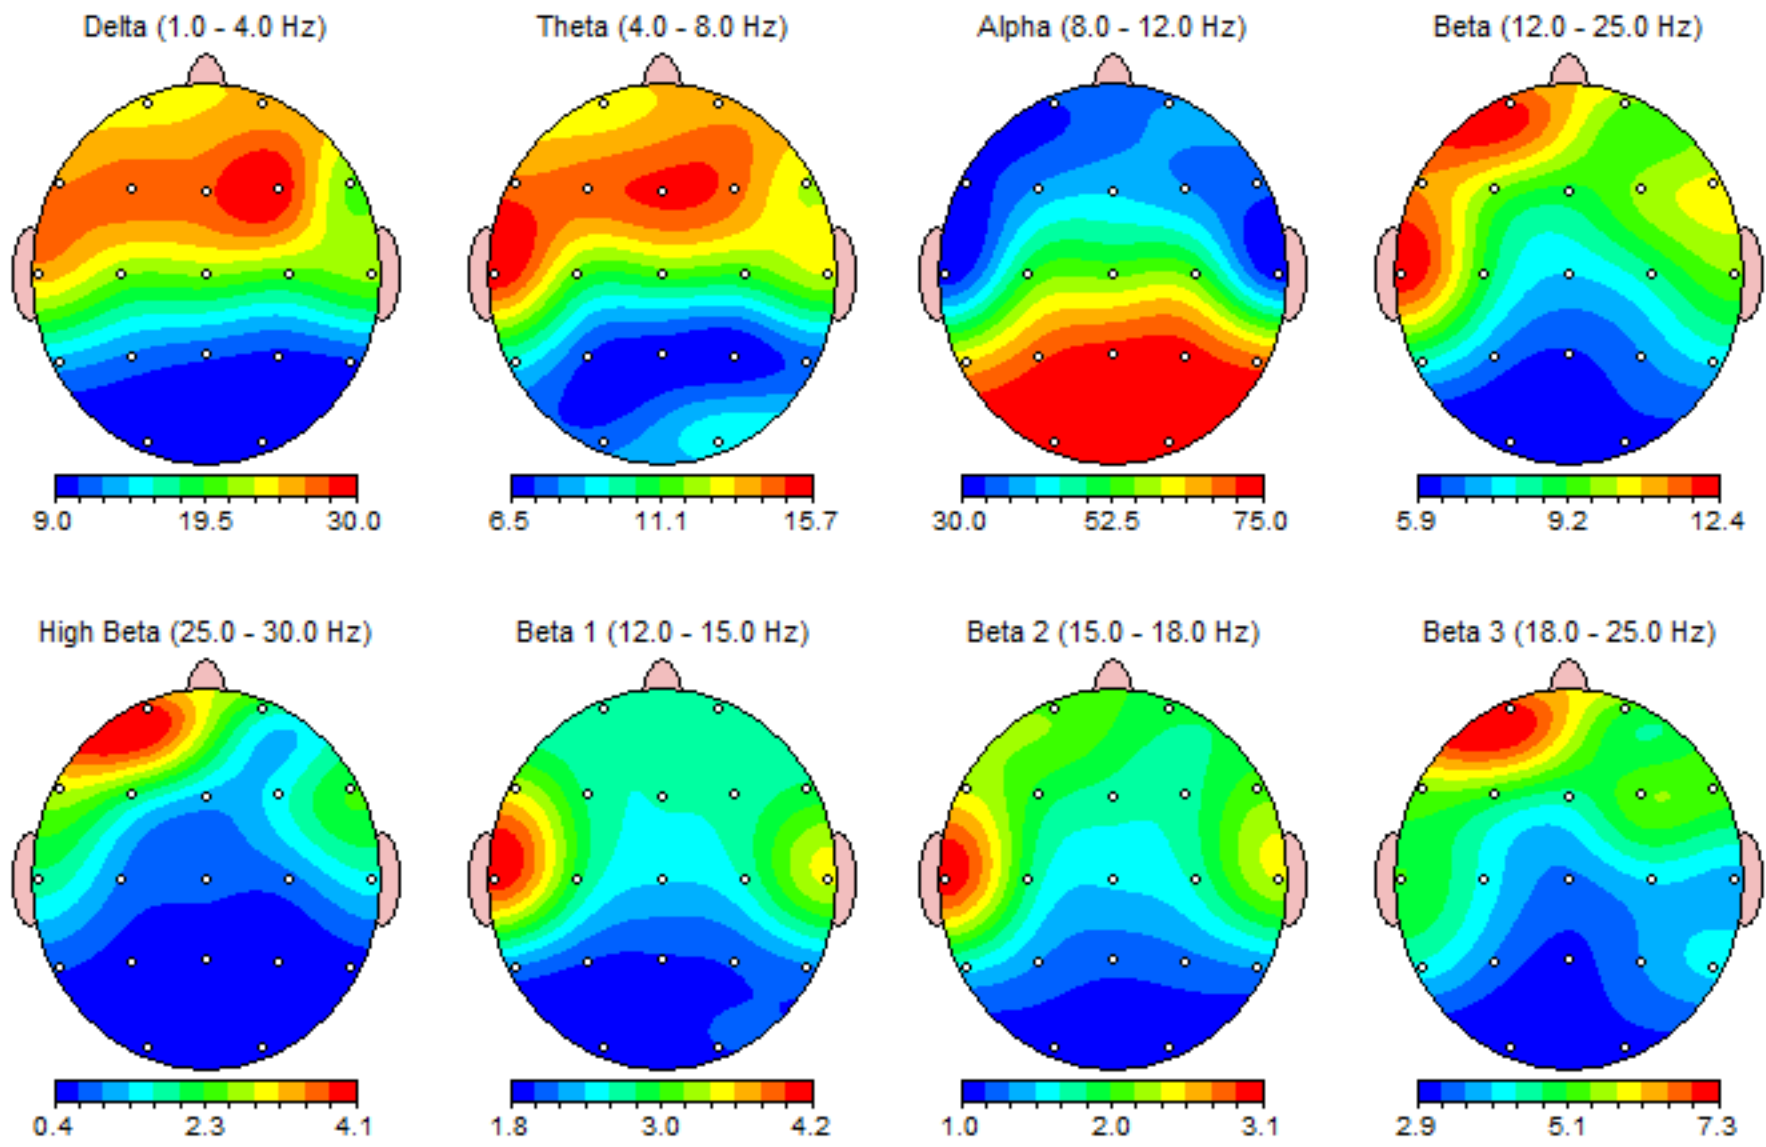 Delta (1.0 - 4.0 Hz)
Theta (4.0 - 8.0 Hz)
Alpha (8.0 - 12.0 Hz)
Beta (12.0 - 25.0 Hz)
9.0 19.5 30.0
6.5 11.1 15.7
30.0 52.5 75.0
5.9 9.2 12.4
High Beta (25.0 - 30.0 Hz)
Beta 1 (12.0 - 15.0 Hz)
Beta 2 (15.0 - 18.0 Hz)
Beta 3 (18.0 - 25.0 Hz)
0.4 2.3 4.1
1.8 3.0 4.2
1.0 2.0 3.1
2.9 5.1 7.3